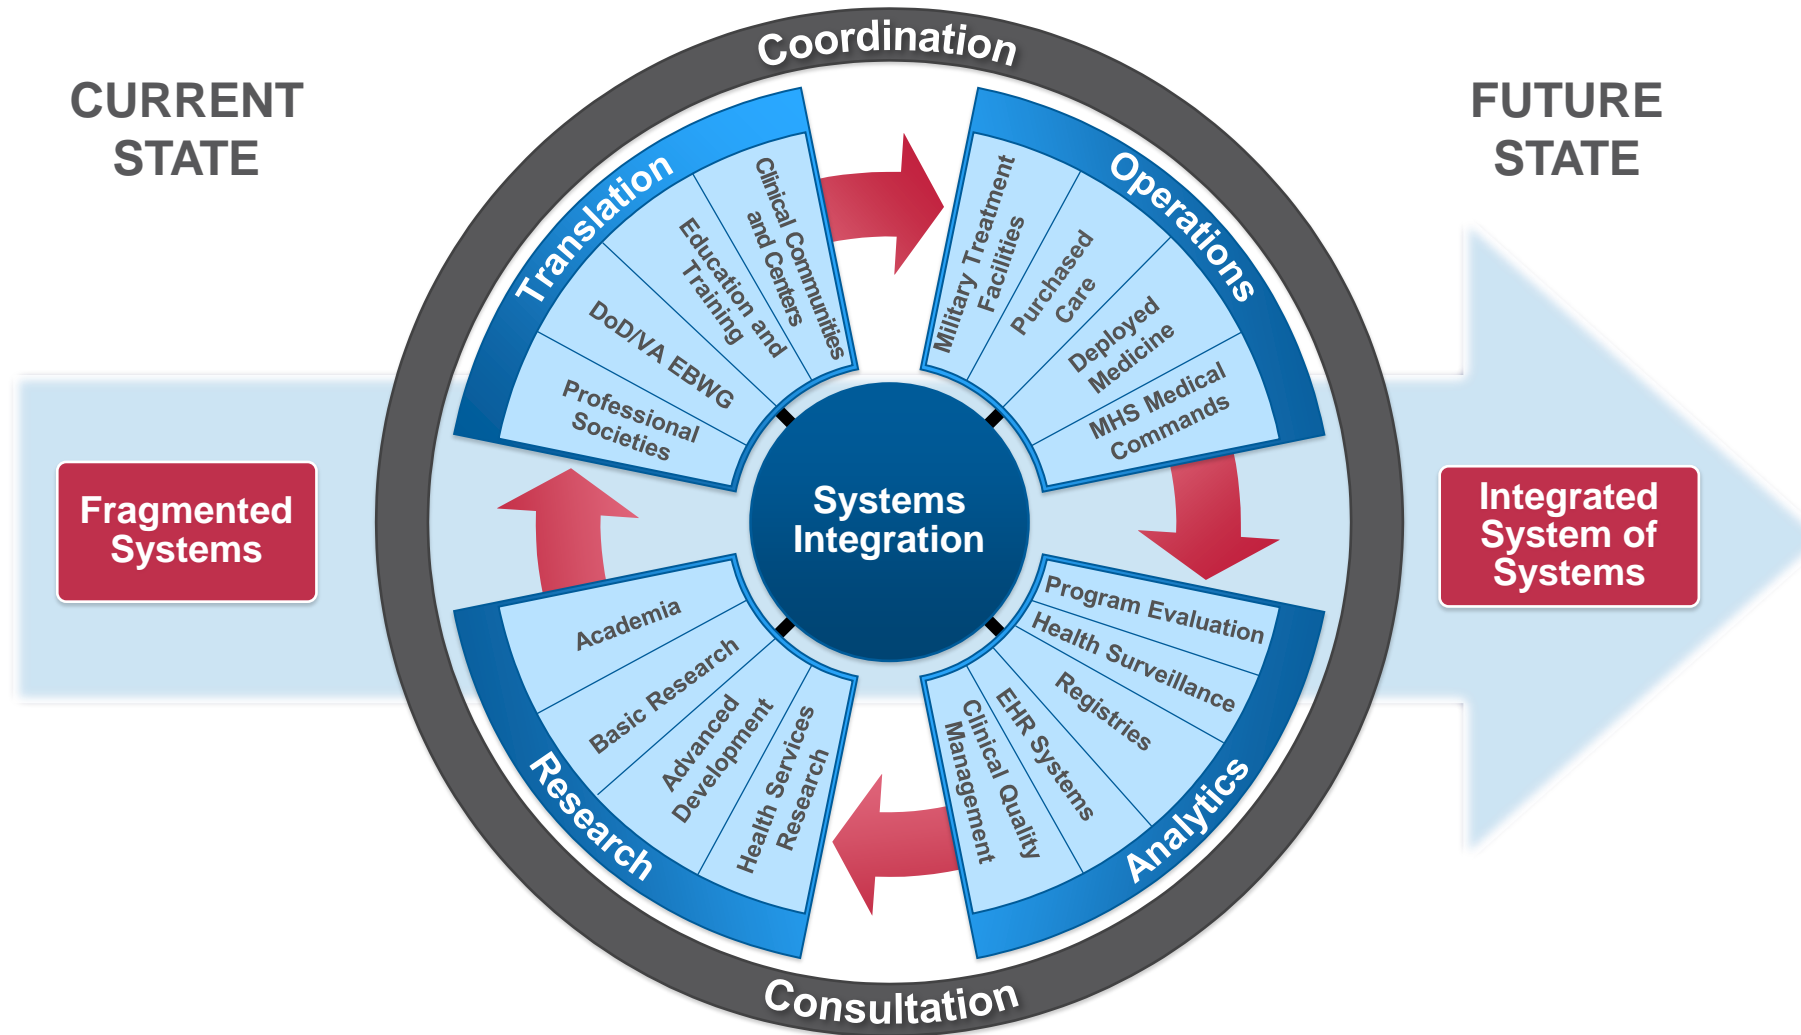 Coordination
CURRENT
STATE
FUTURE
STATE
Translation
Professional
Societies
DoD/VA EBWG
Education and
Training
Clinical Communities
and Centers
Operations
Military Treatment
Facilities
Purchased
Care
Deployed
Medicine
MHS Medical
Commands
Fragmented
Systems
Systems
Integration
Integrated
System of
Systems
Research
Academia
Basic Research
Advanced
Development
Health Services
Research
Analytics
Program Evaluation
Health Surveillance
Registries
EHR Systems
Clinical Quality
Management
Consultation